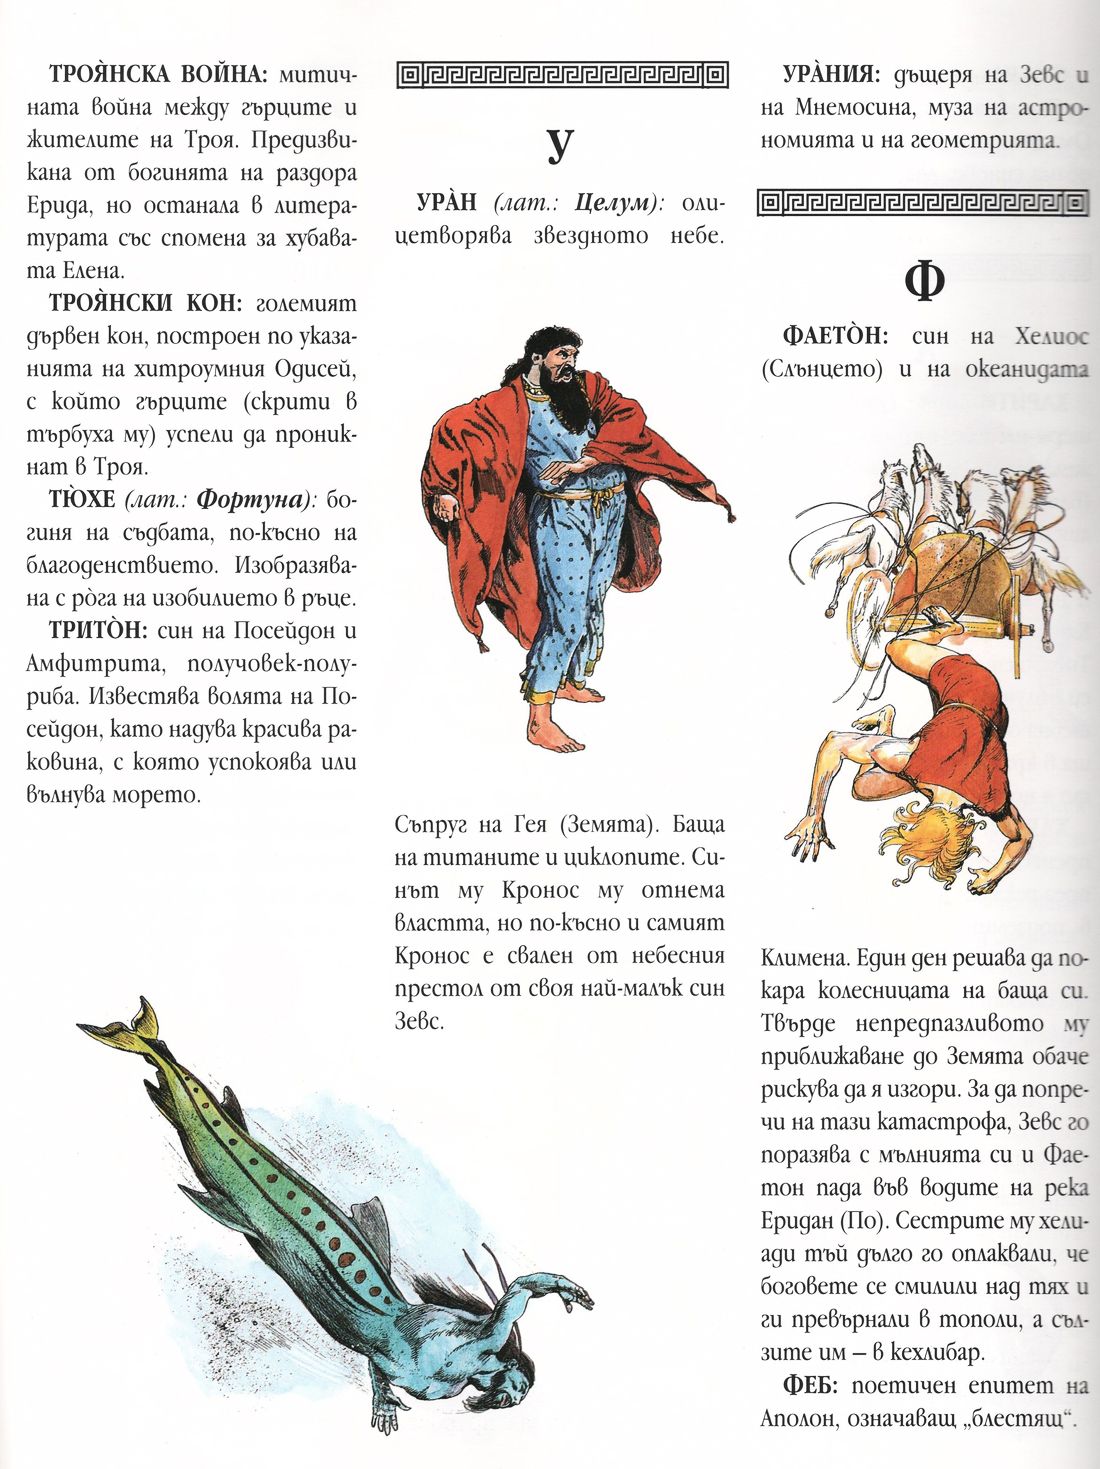 ТРОЯ̀НСКА ВОЙНА: митич-
ната война между гърците и
жителите на Троя. Предизви-
кана от богинята на раздора
Ерида, но останала в литера-
турата със спомена за хубава-
та Елена.
ТРОЯ̀НСКИ КОН: големият
дървен кон, построен по указа-
нията на хитроумния Одисей,
с който гърците (скрити в
търбуха му) успели да проник-
нат в Троя.
ТЮ̀ХЕ (лат.: Фортуна): бо-
гиня на съдбата, по-късно на
благоденствието. Изобразява-
на с ро̀га на изобилието в ръце.
ТРИТО̀Н: син на Посейдон и
Амфитрита, получовек-полу-
риба. Известява волята на По-
сейдон, като надува красива ра-
ковина, с която успокоява или
вълнува морето.
У
УРА̀Н (лат.: Целум): оли-
цетворява звездното небе.
Съпруг на Гея (Земята). Баща
на титаните и циклопите. Си-
нът му Кронос му отнема
властта, но по-късно и самият
Кронос е свален от небесния
престол от своя най-малък син
Зевс.
УРА̀НИЯ: дъщеря на Зевс и
на Мнемосина, муза на астро-
номията и на геометрията.
Ф
ФАЕТО̀Н: син на Хелиос
(Слънцето) и на океанидата
Климена. Един ден решава да по-
кара колесницата на баща си.
Твърде непредпазливото му
приближаване до Земята обаче
рискува да я изгори. За да попре-
чи на тази катастрофа, Зевс го
поразява с мълнията си и Фае-
тон пада във водите на река
Еридан (По). Сестрите му хели-
ади тъй дълго го оплаквали, че
боговете се смилили над тях и
ги превърнали в тополи, а съл-
зите им – в кехлибар.
ФЕБ: поетичен епитет на
Аполон, означаващ „блестящ“.